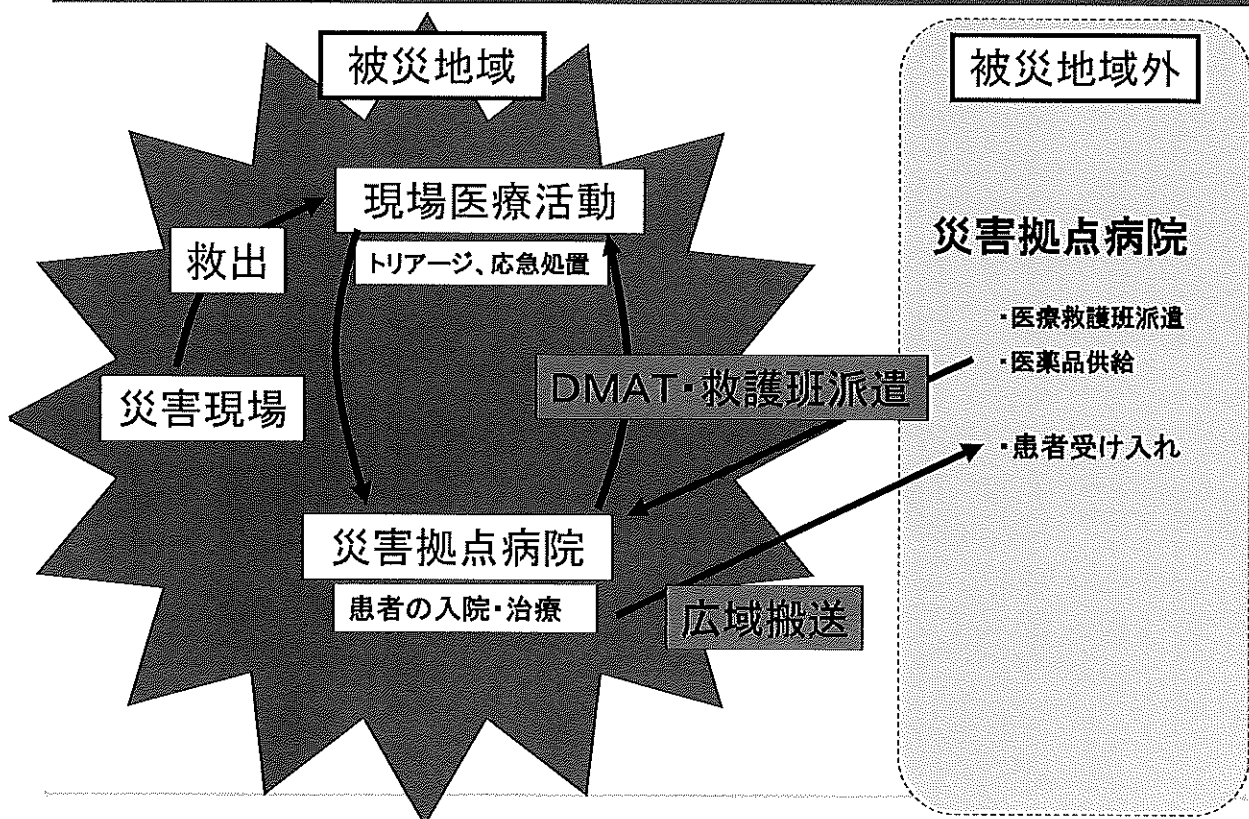 被災地域
被災地域外
現場医療活動
トリアージ、応急処置
救出
災害現場
災害拠点病院
・医療救護班派遣
・医薬品供給
・患者受け入れ
DMAT・救護班派遣
災害拠点病院
患者の入院・治療
広域搬送